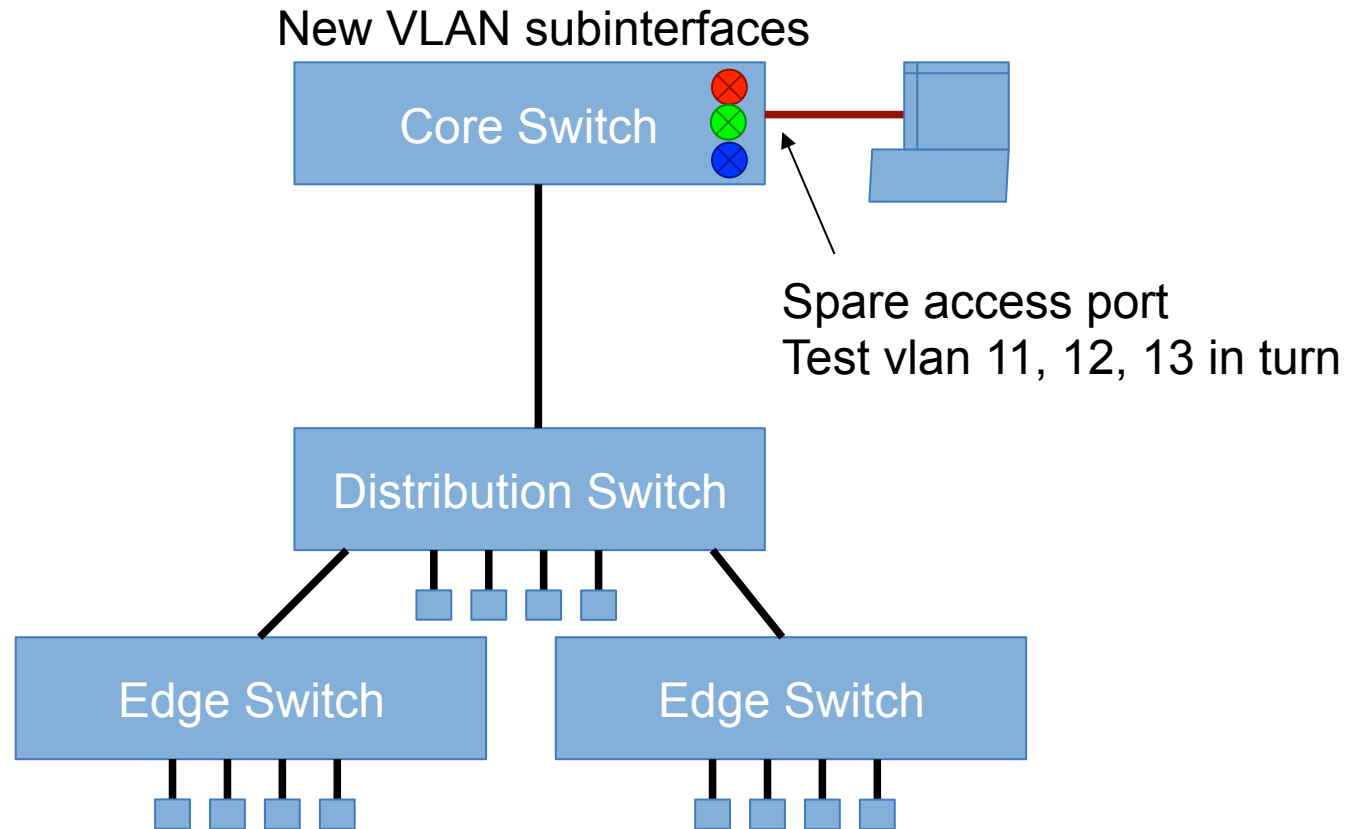 New VLAN subinterfaces
Core Switch
Spare access port
Test vlan 11, 12, 13 in turn
Distribution Switch
Edge Switch
Edge Switch